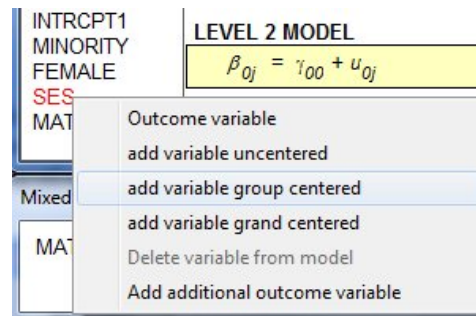 INTRCPT1
MINORITY
FEMALE
SES
MAT
LEVEL 2 MODEL
β0j = γ00 + u0j
Outcome variable
add variable uncentered
add variable group centered
add variable grand centered
Delete variable from model
Add additional outcome variable
Mixed
MAT